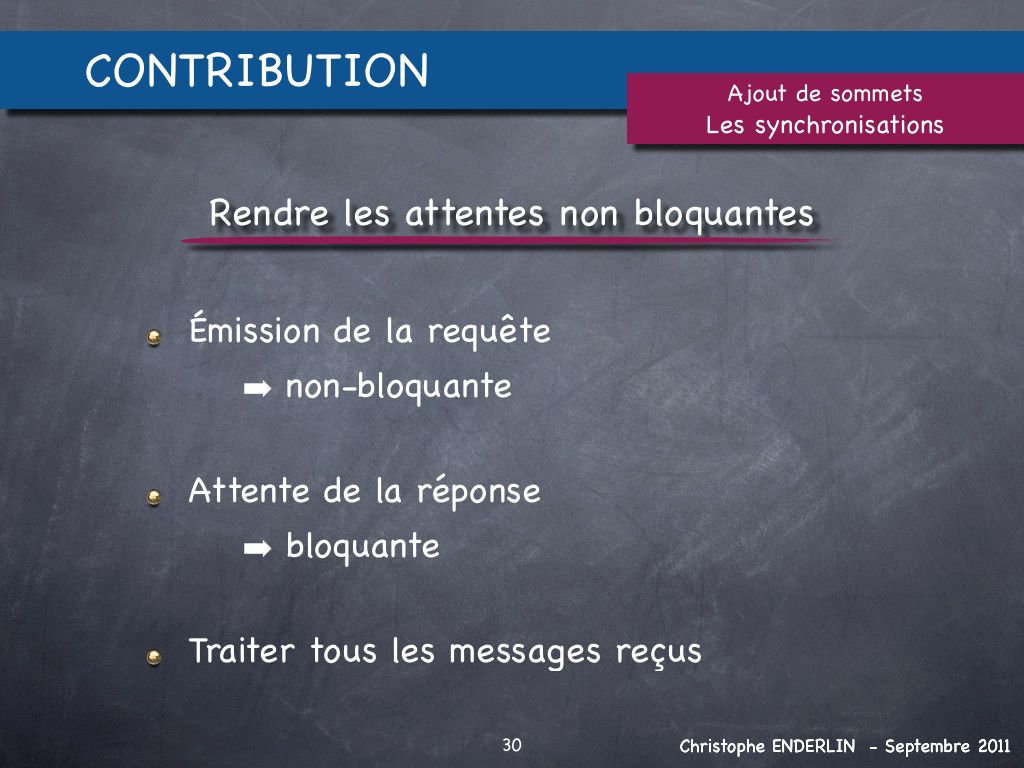 CONTRIBUTION
Ajout de sommets
Les synchronisations
Rendre les attentes non bloquantes
Émission de la requête
➡ non-bloquante
Attente de la réponse
➡ bloquante
Traiter tous les messages reçus
30
Christophe ENDERLIN - Septembre 2011